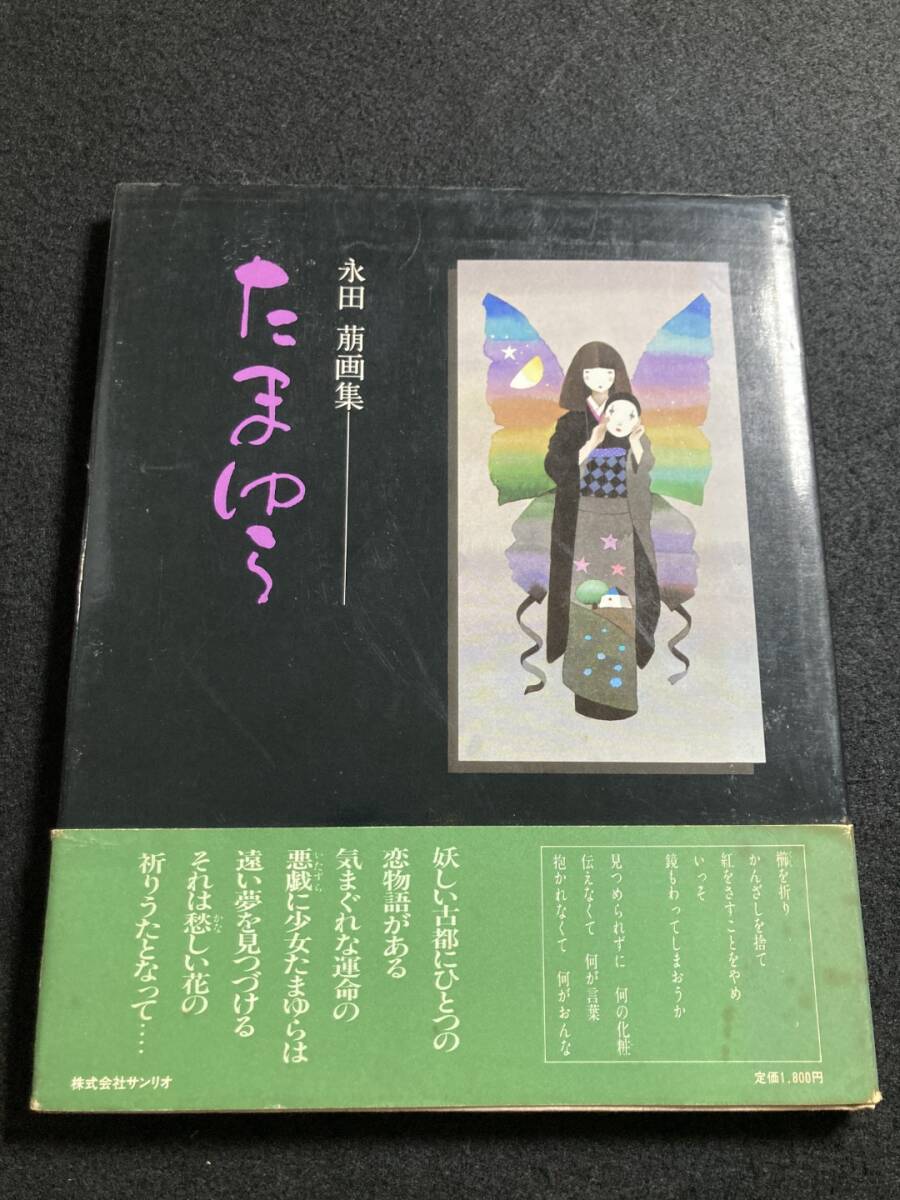 永田 萠画集
たまゆら
櫛を折り
かんざしを捨て
紅をさすことをやめ
いっそ
鏡もわってしまおうか
見つめられずに 何の化粧
伝えなくて 何が言葉
抱かれなくて 何がおんな
妖しい古都にひとつの
恋物語がある
気まぐれな運命の
悪戯に少女たまゆらは
いたずら
遠い夢を見つづける
それは愁しい花の
かな
祈りうたとなって‥‥
株式会社サンリオ
定価1,800円